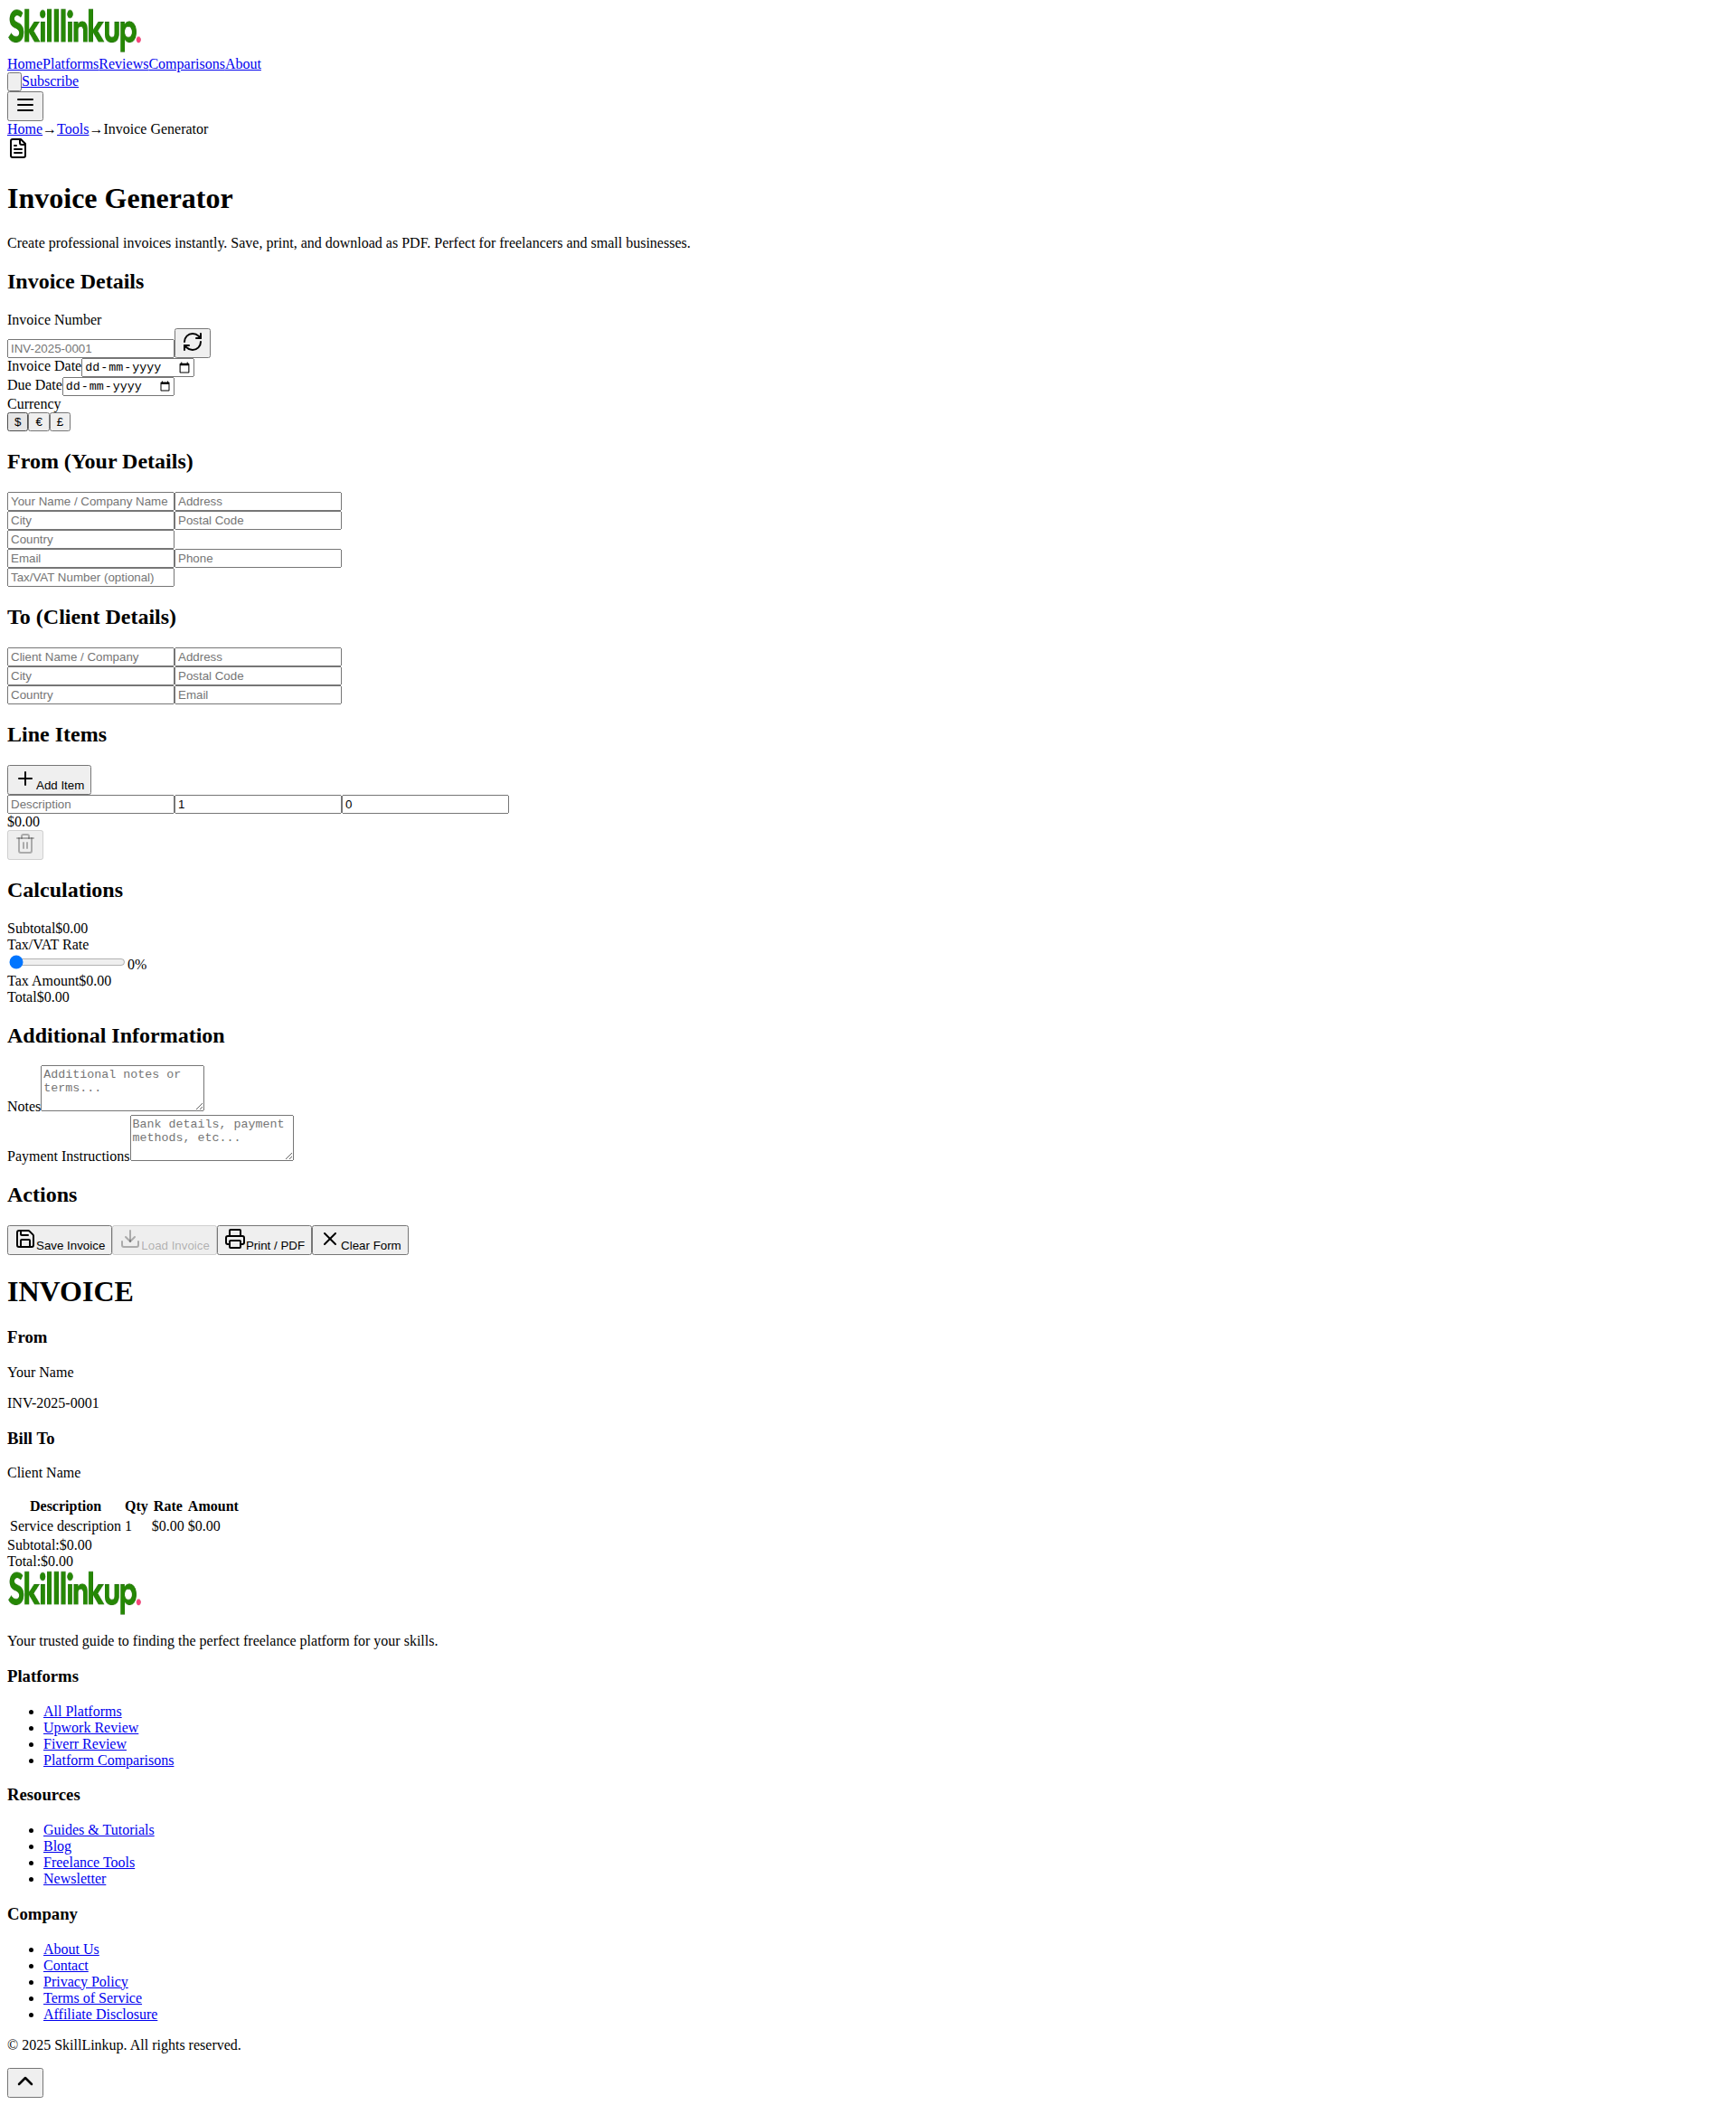 Skilllinkup.
HomePlatformsReviewsComparisonsAbout
Subscribe
Home→Tools→Invoice Generator
Invoice Generator
Create professional invoices instantly. Save, print, and download as PDF. Perfect for freelancers and small businesses.
Invoice Details
Invoice Number
INV-2025-0001
Invoice Date dd-mm-yyyy
Due Date dd-mm-yyyy
Currency
$ € £
From (Your Details)
Your Name / Company Name Address
City Postal Code
Country
Email Phone
Tax/VAT Number (optional)
To (Client Details)
Client Name / Company Address
City Postal Code
Country Email
Line Items
Add Item
Description 1 0
$0.00
Calculations
Subtotal$0.00
Tax/VAT Rate
0%
Tax Amount$0.00
Total$0.00
Additional Information
Additional notes or
terms...
Notes
Bank details, payment
methods, etc...
Payment Instructions
Actions
Save Invoice Load Invoice Print / PDF Clear Form
INVOICE
From
Your Name
INV-2025-0001
Bill To
Client Name
Description Qty Rate Amount
Service description 1 $0.00 $0.00
Subtotal:$0.00
Total:$0.00
Skilllinkup.
Your trusted guide to finding the perfect freelance platform for your skills.
Platforms
All Platforms
Upwork Review
Fiverr Review
Platform Comparisons
Resources
Guides & Tutorials
Blog
Freelance Tools
Newsletter
Company
About Us
Contact
Privacy Policy
Terms of Service
Affiliate Disclosure
© 2025 SkillLinkup. All rights reserved.